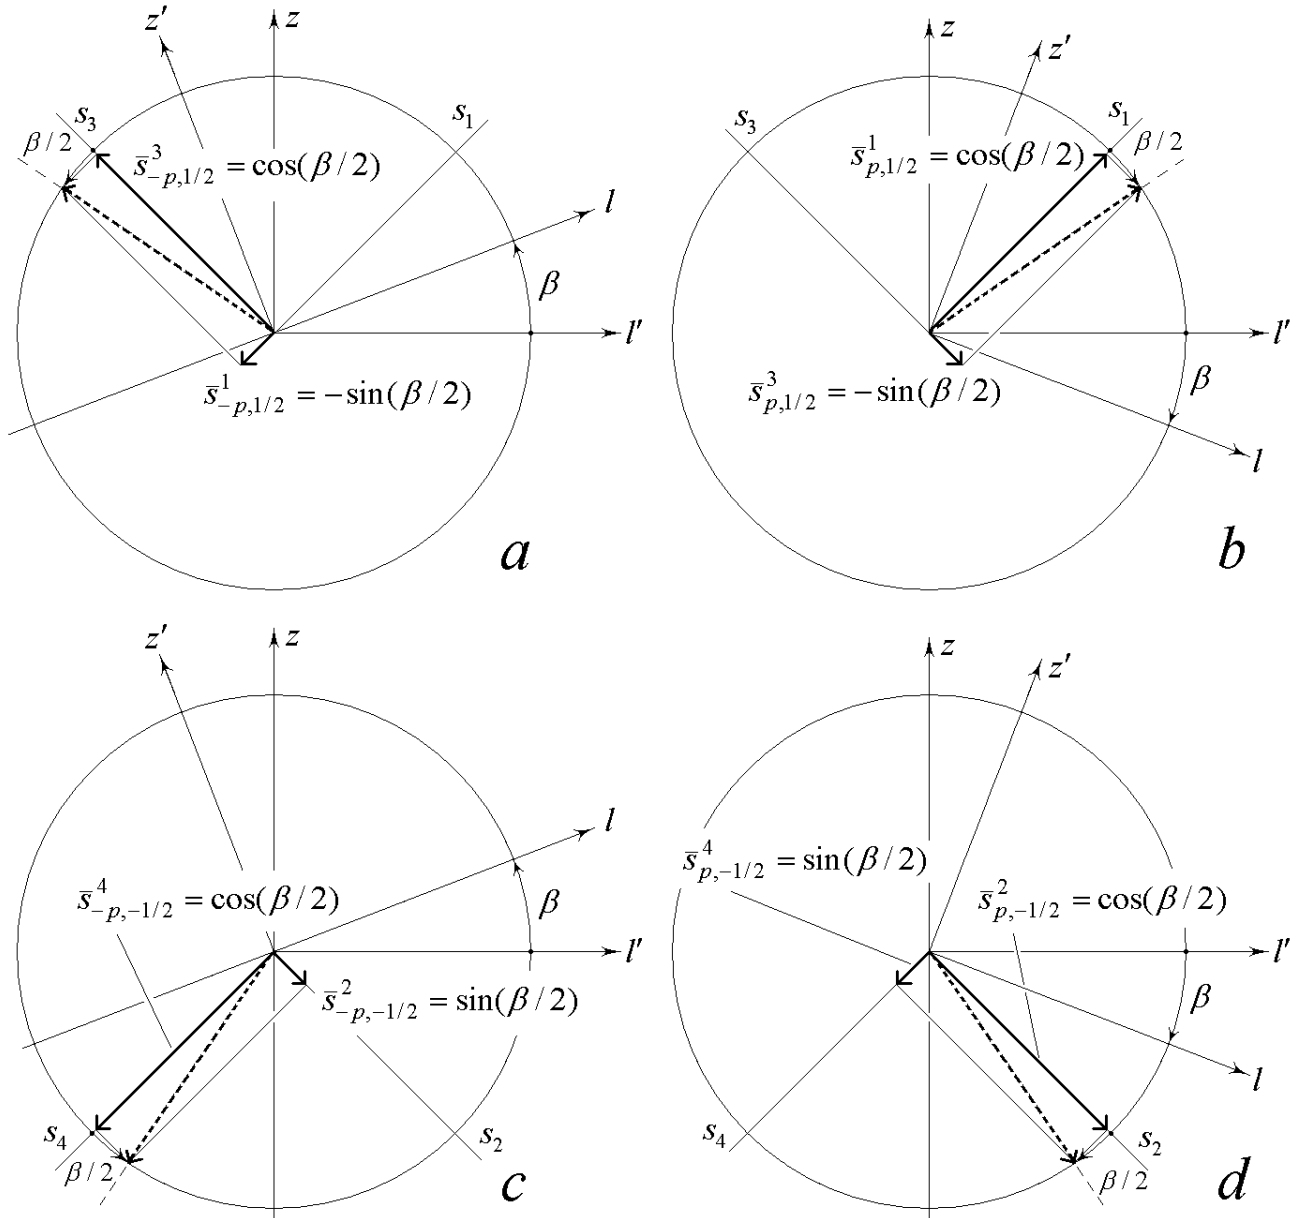 z′ z
s₃ s₁
β/2
s̅³₋ₚ,₁/₂ = cos(β/2)
l
β
l′
s̅¹₋ₚ,₁/₂ = −sin(β/2)
a
z z′
s₃ s₁
s̅¹ₚ,₁/₂ = cos(β/2) β/2
l′
s̅³ₚ,₁/₂ = −sin(β/2) β
l
b
z′ z
l
s̅⁴₋ₚ,₋₁/₂ = cos(β/2) β
l′
s̅²₋ₚ,₋₁/₂ = sin(β/2)
s₄ s₂
β/2
c
z z′
s̅⁴ₚ,₋₁/₂ = sin(β/2)
s̅²ₚ,₋₁/₂ = cos(β/2)
l′
β
l
s₄ s₂
β/2
d